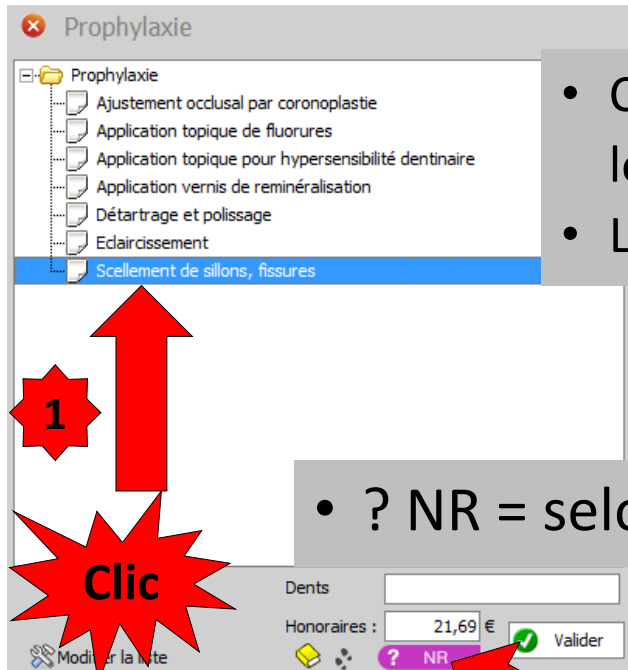 Prophylaxie
Prophylaxie
Ajustement occlusal par coronoplastie
Application topique de fluorures
Application topique pour hypersensibilité dentinaire
Application vernis de reminéralisation
Détartrage et polissage
Eclaircissement
Scellement de sillons, fissures
1
• ? NR =
Clic
Dents
Honoraires : 21,69 €
Modifier la liste
? NR
Valider